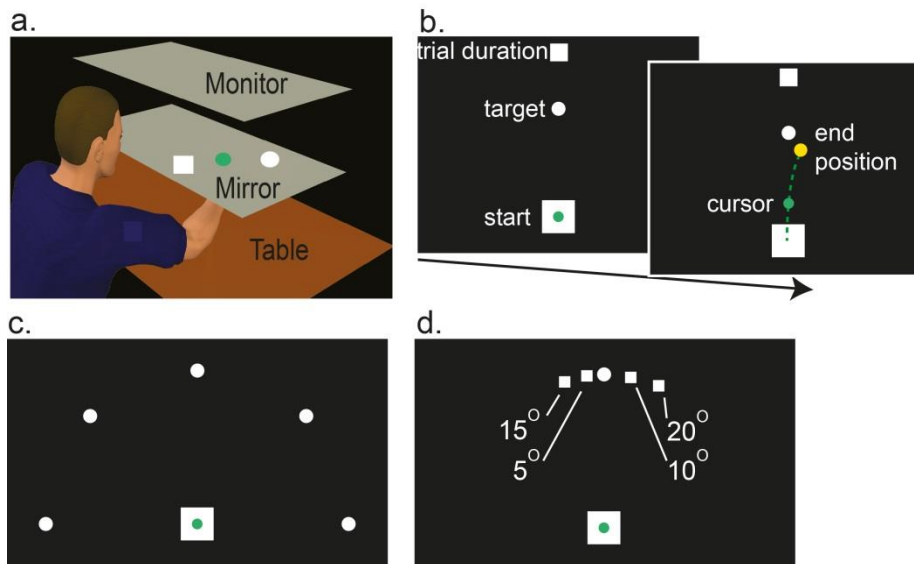 a.
Monitor
Mirror
Table
b.
trial duration
target
start
end
position
cursor
c.
d.
15°
5°
20°
10°